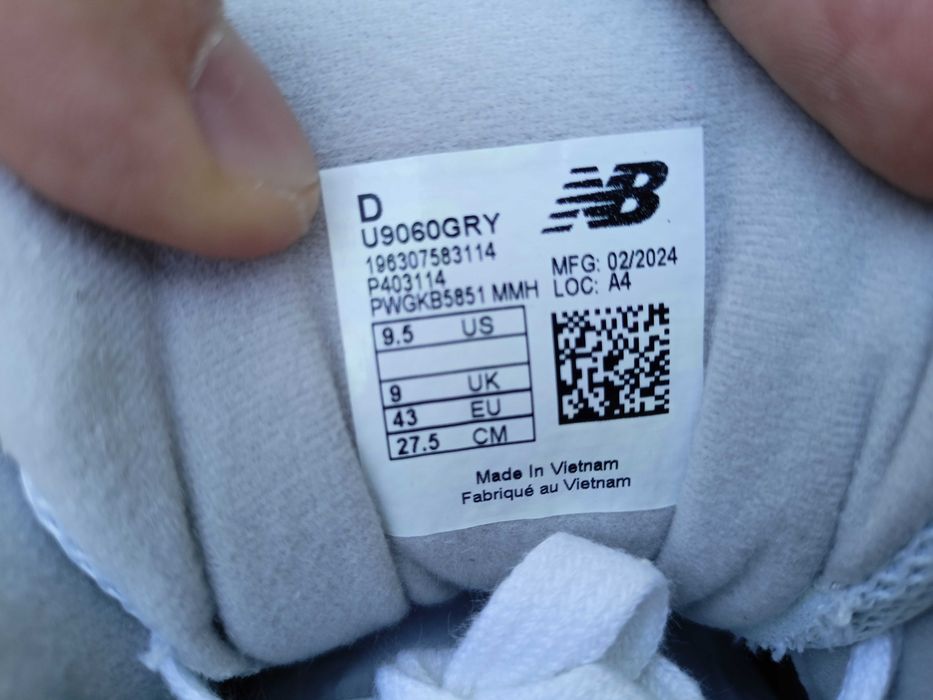 D
U9060GRY
196307583114
P403114
PWGKB5851 MMH
NB
MFG: 02/2024
LOC: A4
9.5 US
9 UK
43 EU
27.5 CM
Made In Vietnam
Fabriqué au Vietnam